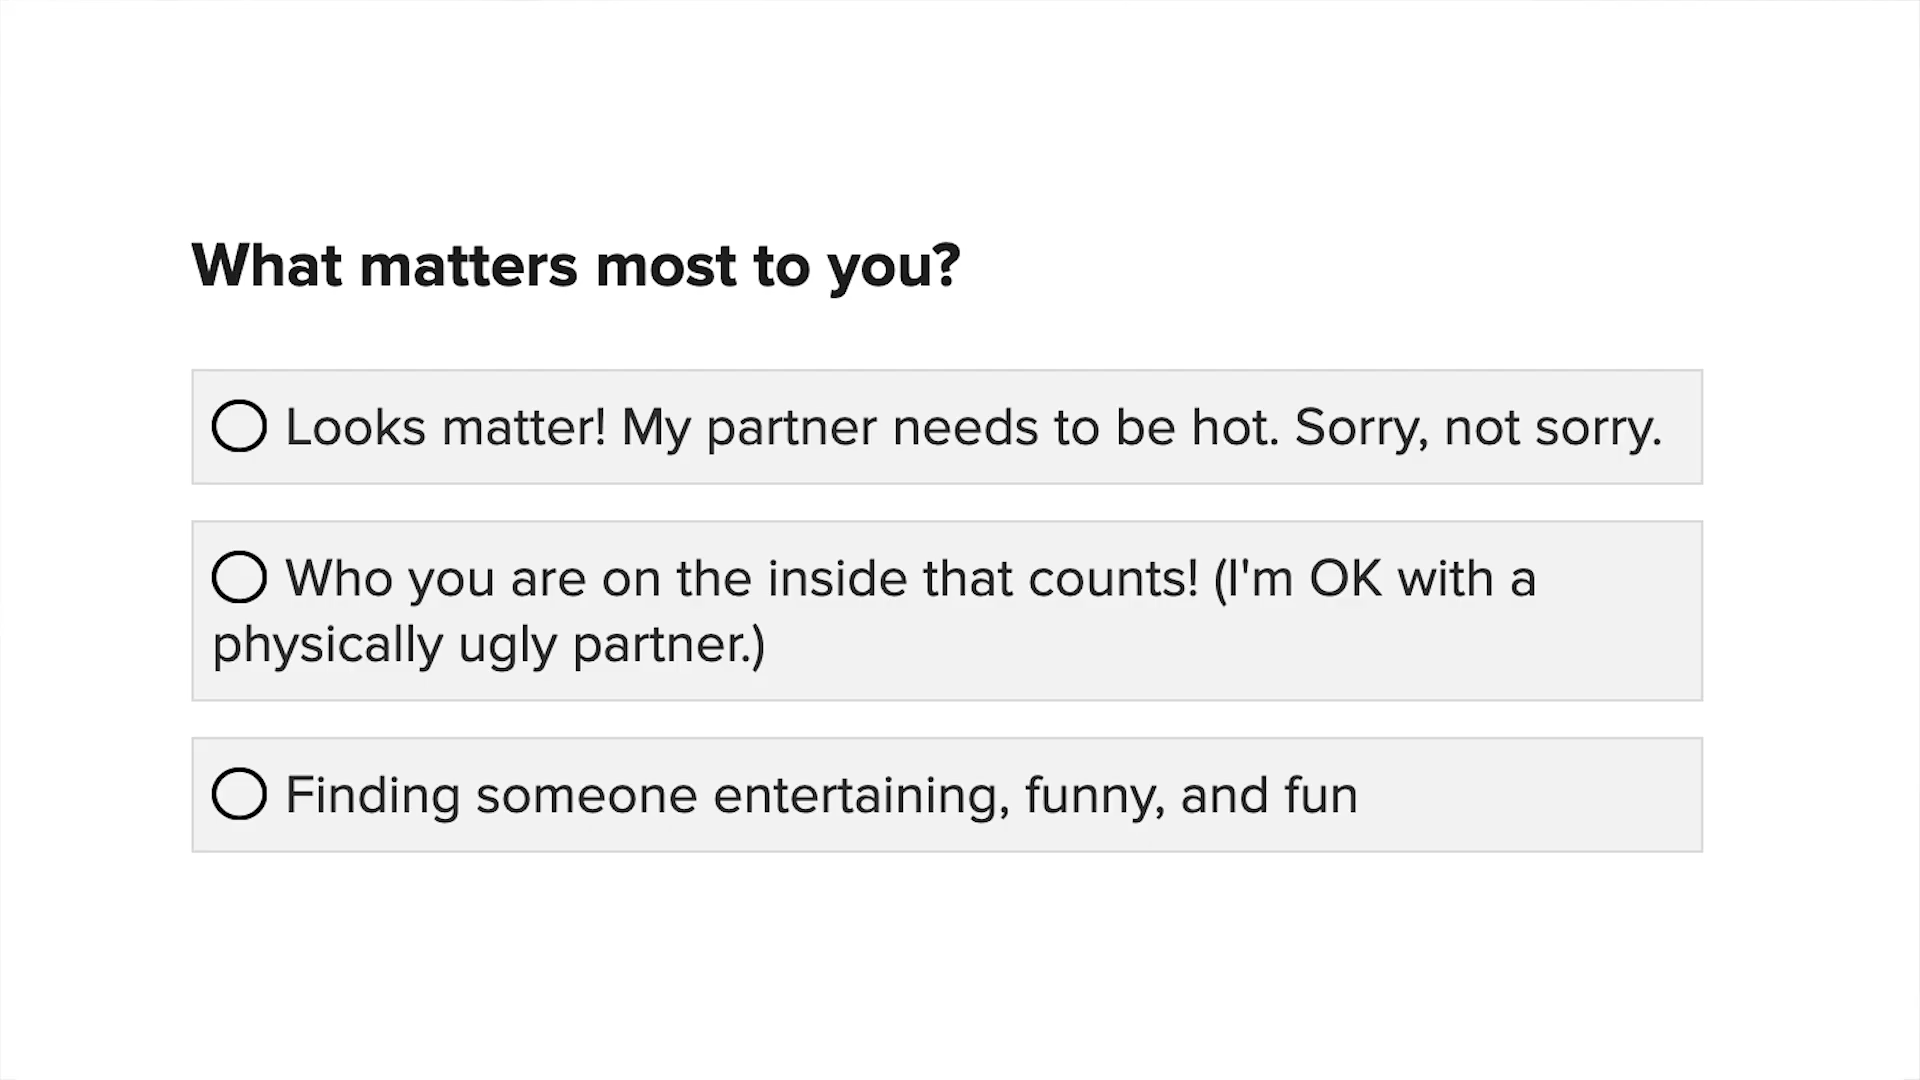 What matters most to you?
Looks matter! My partner needs to be hot. Sorry, not sorry.
Who you are on the inside that counts! (I'm OK with a
physically ugly partner.)
Finding someone entertaining, funny, and fun